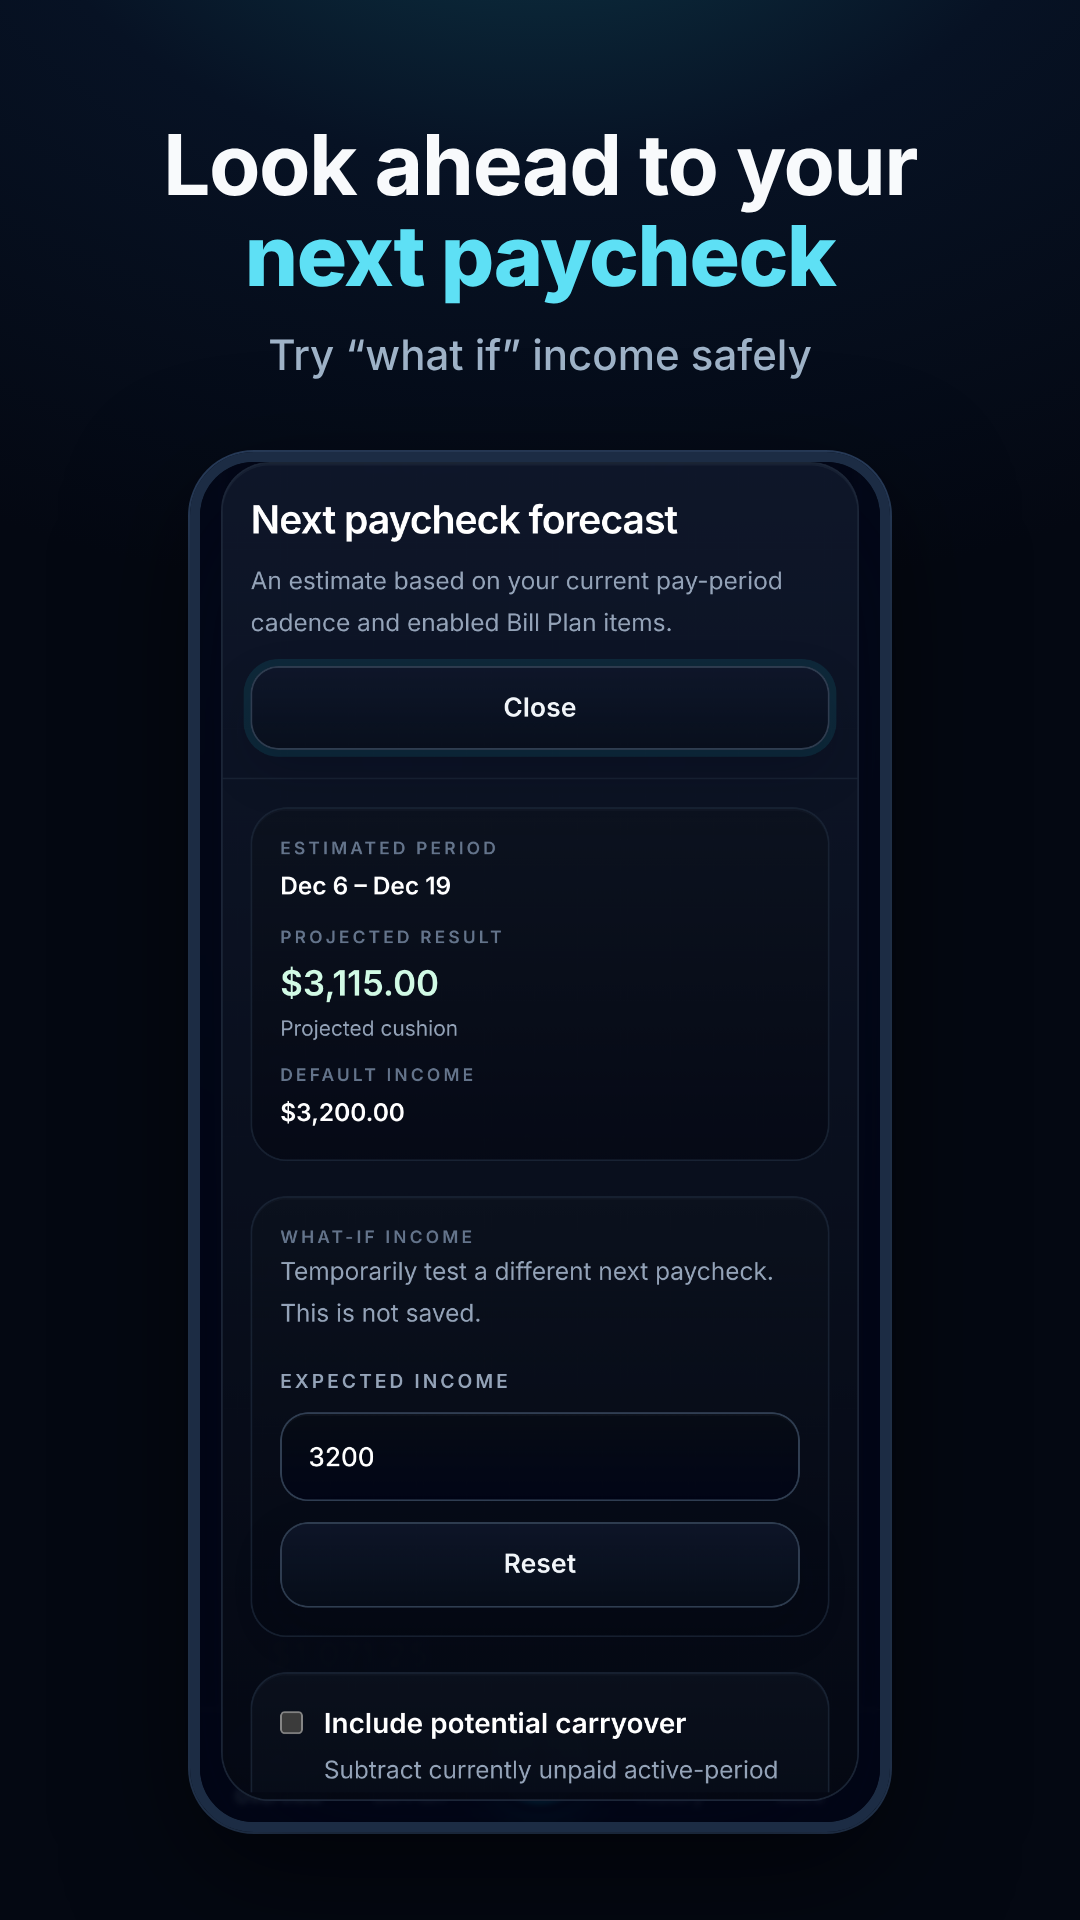 Look ahead to your
next paycheck
Try “what if” income safely
Next paycheck forecast
An estimate based on your current pay-period
cadence and enabled Bill Plan items.
Close
ESTIMATED PERIOD
Dec 6 – Dec 19
PROJECTED RESULT
$3,115.00
Projected cushion
DEFAULT INCOME
$3,200.00
WHAT-IF INCOME
Temporarily test a different next paycheck.
This is not saved.
EXPECTED INCOME
3200
Reset
Include potential carryover
Subtract currently unpaid active-period